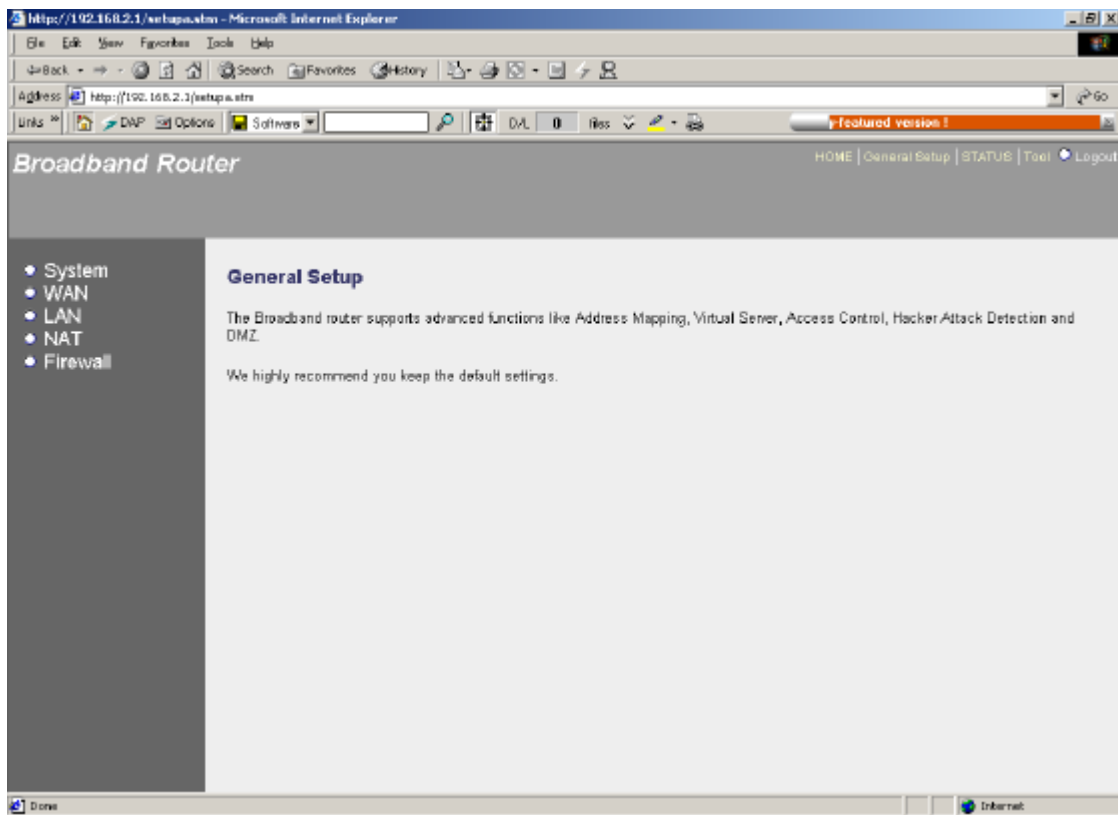 http://192.168.2.1/setupa.stm - Microsoft Internet Explorer
File Edit View Favorites Tools Help
Back Search Favorites History
Address http://192.168.2.1/setupa.stm Go
Links » DAP Options Software D/L 0 files y-featured version !
Broadband Router
HOME | General Setup | STATUS | Tool Logout
System
WAN
LAN
NAT
Firewall
General Setup
The Broadband router supports advanced functions like Address Mapping, Virtual Server, Access Control, Hacker Attack Detection and
DMZ.
We highly recommend you keep the default settings.
Done Internet